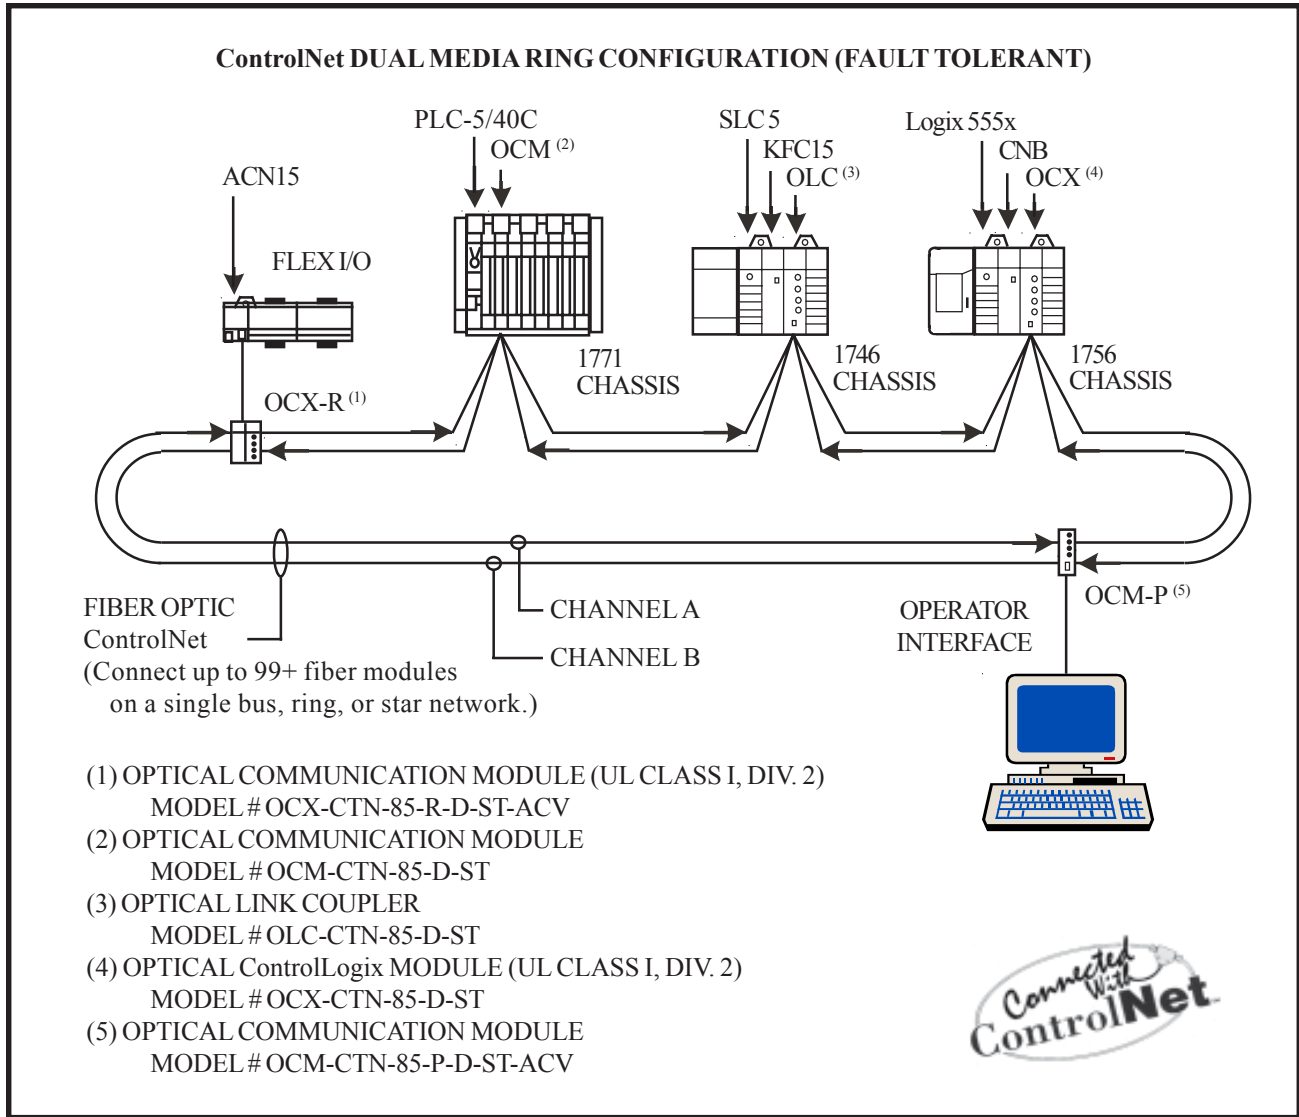 ControlNet DUAL MEDIA RING CONFIGURATION (FAULT TOLERANT)
PLC-5/40C
OCM (2)
SLC 5
KFC15
OLC (3)
Logix 555x
CNB
OCX (4)
ACN15
FLEX I/O
1771
CHASSIS
1746
CHASSIS
1756
CHASSIS
OCX-R (1)
FIBER OPTIC
ControlNet
(Connect up to 99+ fiber modules
on a single bus, ring, or star network.)
CHANNEL A
CHANNEL B
OPERATOR
INTERFACE
OCM-P (5)
(1) OPTICAL COMMUNICATION MODULE (UL CLASS I, DIV. 2)
MODEL # OCX-CTN-85-R-D-ST-ACV
(2) OPTICAL COMMUNICATION MODULE
MODEL # OCM-CTN-85-D-ST
(3) OPTICAL LINK COUPLER
MODEL # OLC-CTN-85-D-ST
(4) OPTICAL ControlLogix MODULE (UL CLASS I, DIV. 2)
MODEL # OCX-CTN-85-D-ST
(5) OPTICAL COMMUNICATION MODULE
MODEL # OCM-CTN-85-P-D-ST-ACV
Connected
With
ControlNet